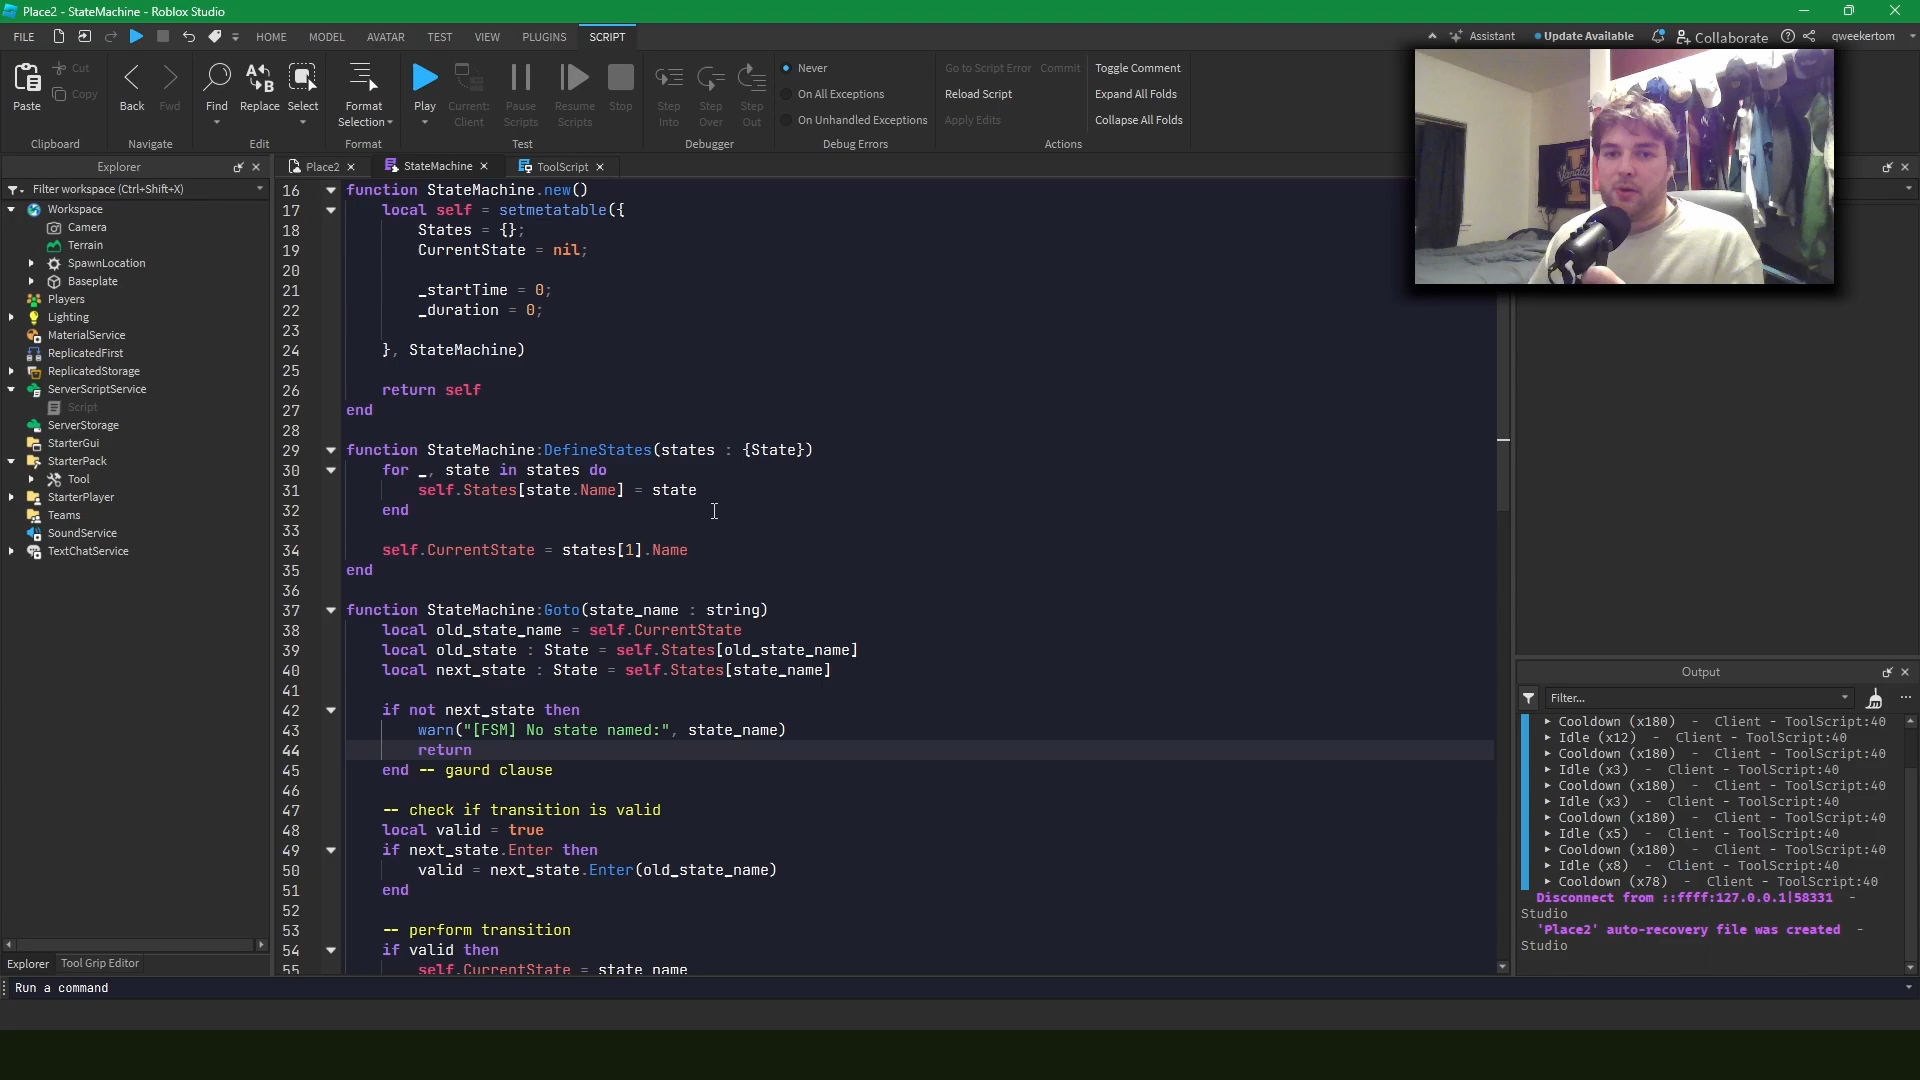 Place2 - StateMachine - Roblox Studio
FILE HOME MODEL AVATAR TEST VIEW PLUGINS SCRIPT Assistant Update Available Collaborate qweekertom
Paste Cut Copy Back Fwd Find Replace Select Format Selection Play Current: Client Pause Scripts Resume Scripts Stop Step Into Step Over Step Out
Never
On All Exceptions
On Unhandled Exceptions
Go to Script Error Commit Toggle Comment
Reload Script Expand All Folds
Apply Edits Collapse All Folds
Clipboard Navigate Edit Format Test Debugger Debug Errors Actions
Explorer
Filter workspace (Ctrl+Shift+X)
Workspace
Camera
Terrain
SpawnLocation
Baseplate
Players
Lighting
MaterialService
ReplicatedFirst
ReplicatedStorage
ServerScriptService
Script
ServerStorage
StarterGui
StarterPack
Tool
StarterPlayer
Teams
SoundService
TextChatService
Explorer Tool Grip Editor
Place2 StateMachine ToolScript
16 function StateMachine.new()
17 local self = setmetatable({
18 States = {};
19 CurrentState = nil;
20
21 _startTime = 0;
22 _duration = 0;
23
24 }, StateMachine)
25
26 return self
27 end
28
29 function StateMachine:DefineStates(states : {State})
30 for _, state in states do
31 self.States[state.Name] = state
32 end
33
34 self.CurrentState = states[1].Name
35 end
36
37 function StateMachine:Goto(state_name : string)
38 local old_state_name = self.CurrentState
39 local old_state : State = self.States[old_state_name]
40 local next_state : State = self.States[state_name]
41
42 if not next_state then
43 warn("[FSM] No state named:", state_name)
44 return
45 end -- gaurd clause
46
47 -- check if transition is valid
48 local valid = true
49 if next_state.Enter then
50 valid = next_state.Enter(old_state_name)
51 end
52
53 -- perform transition
54 if valid then
55 self.CurrentState = state_name
Vandals
Output
Filter...
Cooldown (x180) - Client - ToolScript:40
Idle (x12) - Client - ToolScript:40
Cooldown (x180) - Client - ToolScript:40
Idle (x3) - Client - ToolScript:40
Cooldown (x180) - Client - ToolScript:40
Idle (x3) - Client - ToolScript:40
Cooldown (x180) - Client - ToolScript:40
Idle (x5) - Client - ToolScript:40
Cooldown (x180) - Client - ToolScript:40
Idle (x8) - Client - ToolScript:40
Cooldown (x78) - Client - ToolScript:40
Disconnect from ::ffff:127.0.0.1|58331 -
Studio
'Place2' auto-recovery file was created -
Studio
Run a command